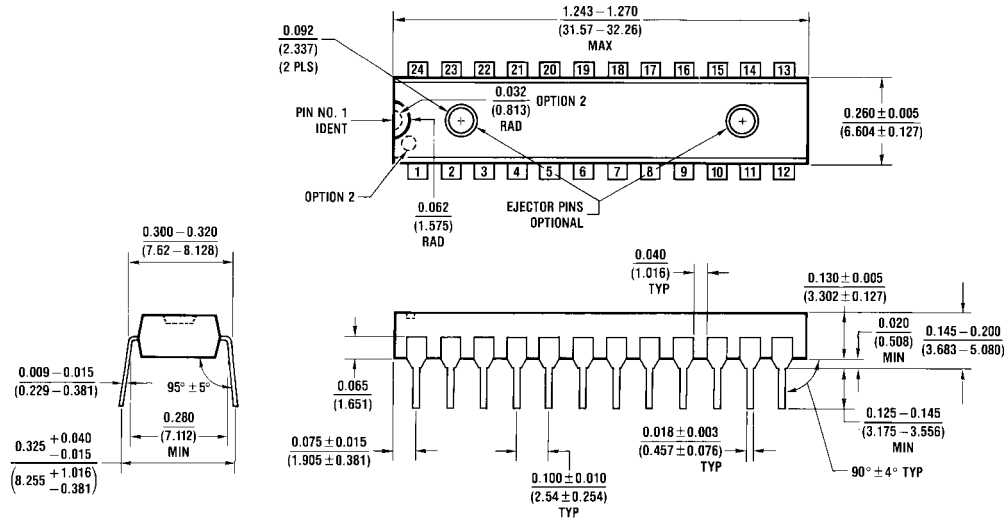 1.243–1.270
(31.57–32.26)
MAX
0.092
(2.337)
(2 PLS)
24 23 22 21 20 19 18 17 16 15 14 13
0.032
(0.813)
RAD
OPTION 2
PIN NO. 1
IDENT
0.260 ± 0.005
(6.604 ± 0.127)
1 2 3 4 5 6 7 8 9 10 11 12
OPTION 2
0.062
(1.575)
RAD
EJECTOR PINS
OPTIONAL
0.300–0.320
(7.62–8.128)
0.040
(1.016)
TYP
0.130 ± 0.005
(3.302 ± 0.127)
0.020
(0.508)
MIN
0.145–0.200
(3.683–5.080)
0.009–0.015
(0.229–0.381)
95° ± 5°
0.065
(1.651)
0.280
(7.112)
MIN
0.125–0.145
(3.175–3.556)
MIN
0.075 ± 0.015
(1.905 ± 0.381)
0.018 ± 0.003
(0.457 ± 0.076)
TYP
0.325 +0.040
–0.015
(8.255 +1.016
–0.381)
0.100 ± 0.010
(2.54 ± 0.254)
TYP
90° ± 4° TYP